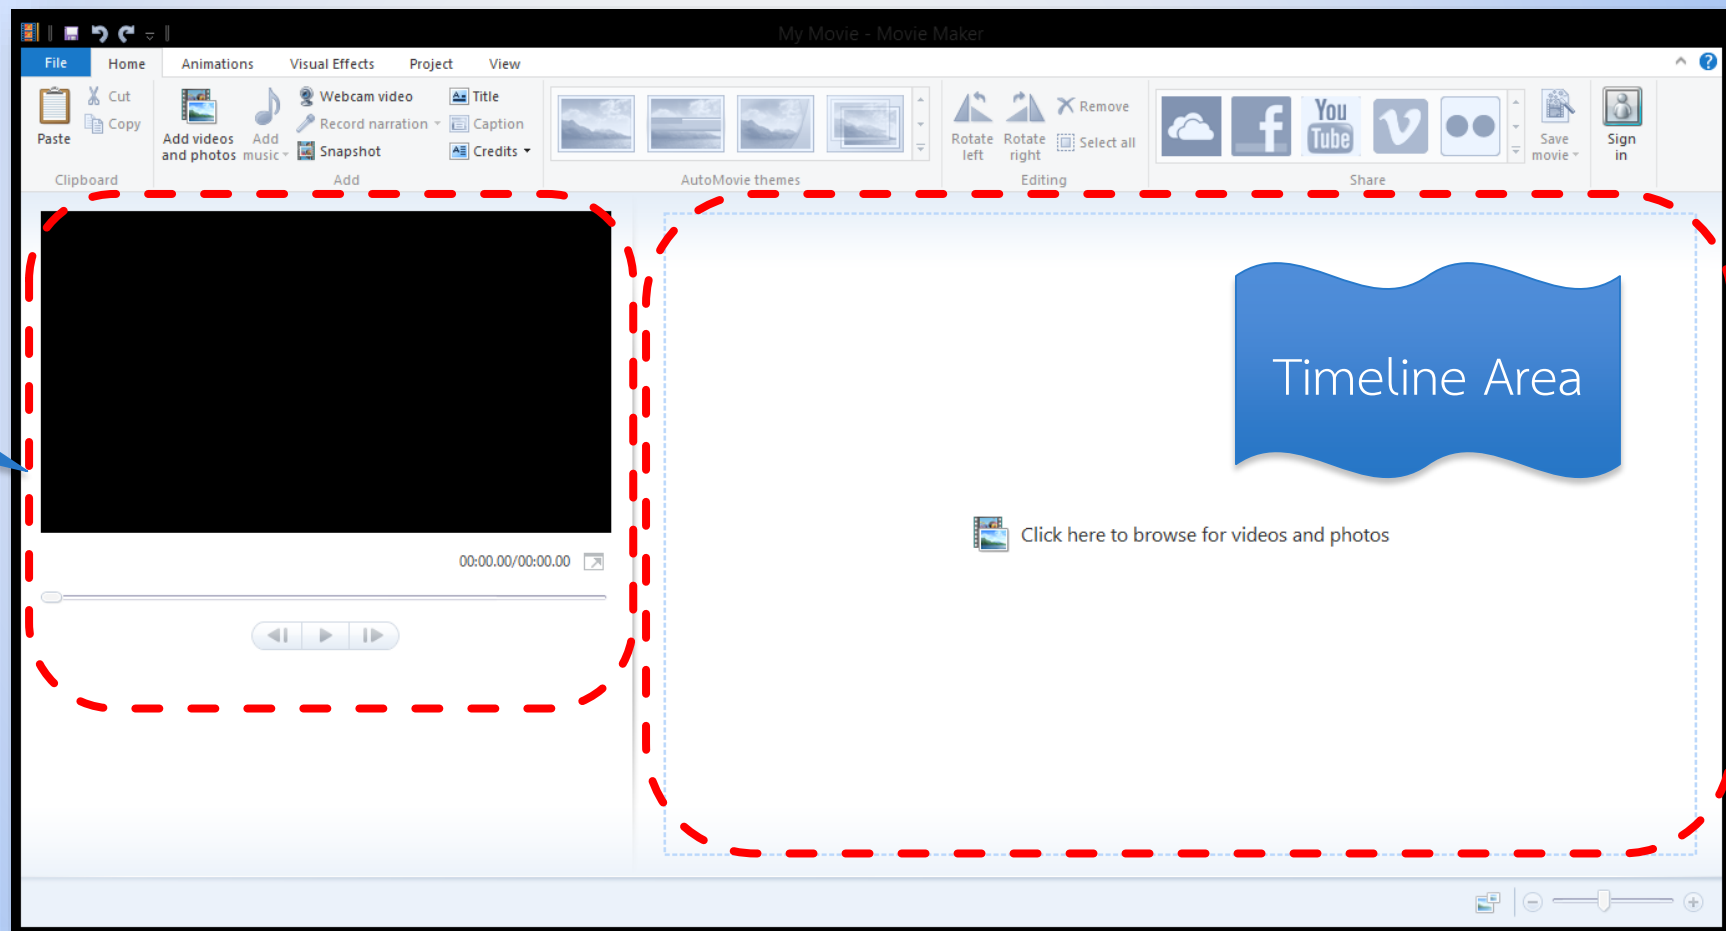 My Movie - Movie Maker
File Home Animations Visual Effects Project View
Paste
Cut
Copy
Clipboard
Add videos and photos
Add music
Webcam video
Record narration
Snapshot
Title
Caption
Credits
Add
AutoMovie themes
Rotate left
Rotate right
Remove
Select all
Editing
You Tube
Share
Save movie
Sign in
Timeline Area
Click here to browse for videos and photos
00:00.00/00:00.00